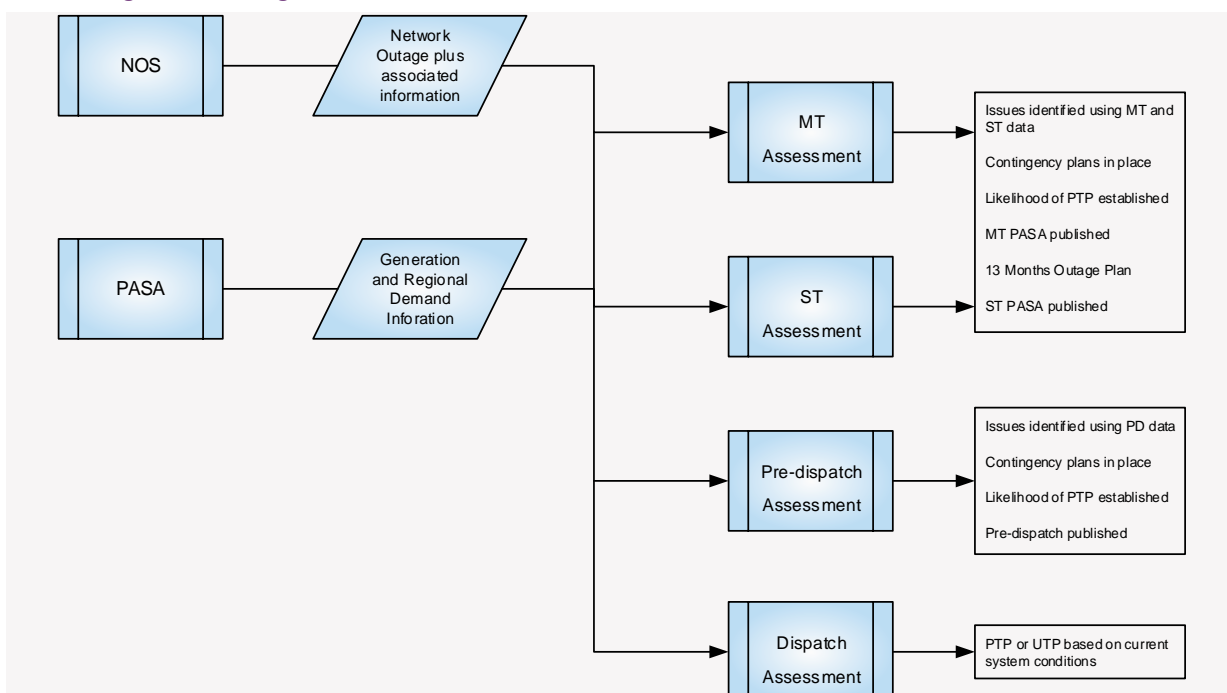 NOS
Network
Outage plus
associated
information
PASA
Generation
and Regional
Demand
Inforation
MT
Assessment
ST
Assessment
Pre-dispatch
Assessment
Dispatch
Assessment
Issues identified using MT and
ST data
Contingency plans in place
Likelihood of PTP established
MT PASA published
13 Months Outage Plan
ST PASA published
Issues identified using PD data
Contingency plans in place
Likelihood of PTP established
Pre-dispatch published
PTP or UTP based on current
system conditions